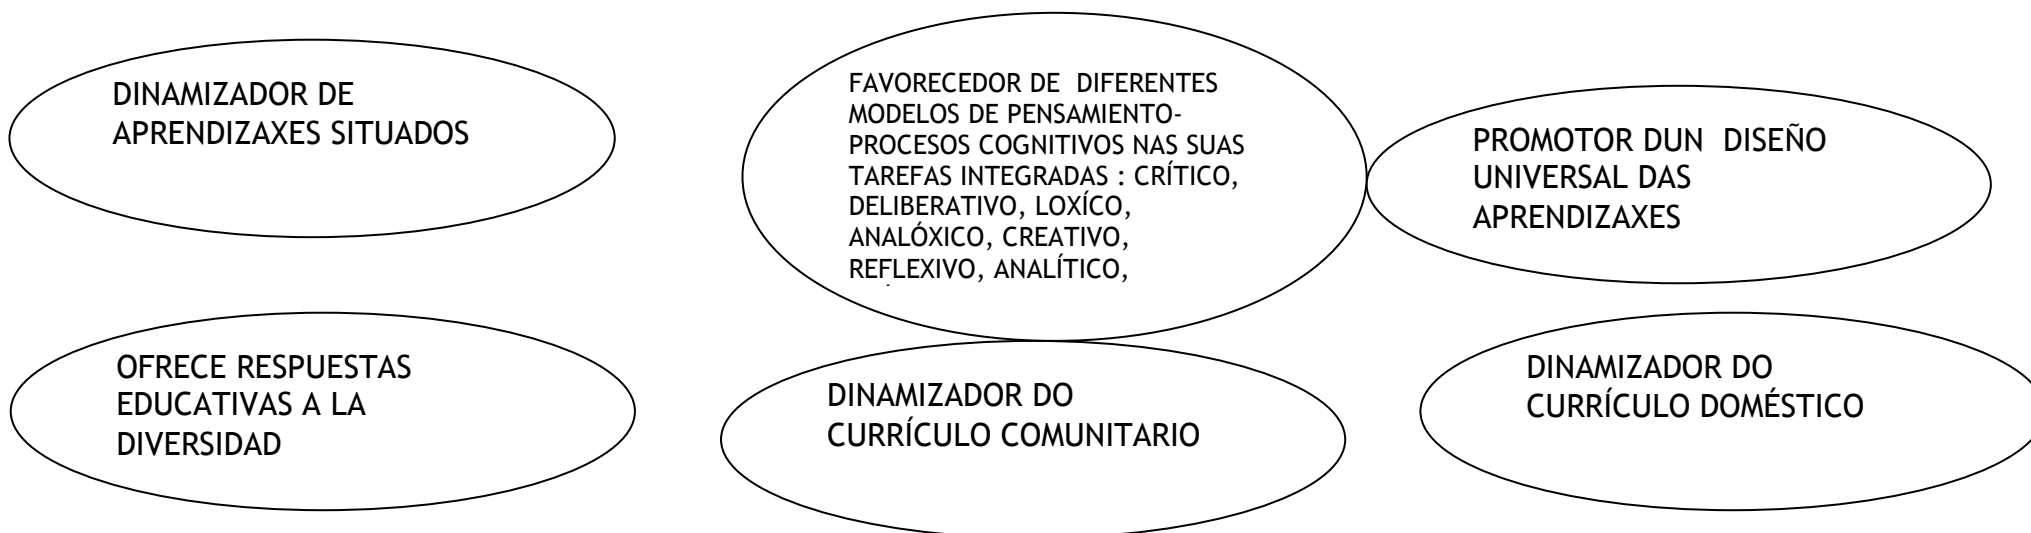 DINAMIZADOR DE
APRENDIZAXES SITUADOS
FAVORECEDOR DE DIFERENTES
MODELOS DE PENSAMIENTO-
PROCESOS COGNITIVOS NAS SUAS
TAREFAS INTEGRADAS : CRÍTICO,
DELIBERATIVO, LOXÍCO,
ANALÓXICO, CREATIVO,
REFLEXIVO, ANALÍTICO,
PROMOTOR DUN DISEÑO
UNIVERSAL DAS
APRENDIZAXES
OFRECE RESPUESTAS
EDUCATIVAS A LA
DIVERSIDAD
DINAMIZADOR DO
CURRÍCULO COMUNITARIO
DINAMIZADOR DO
CURRÍCULO DOMÉSTICO